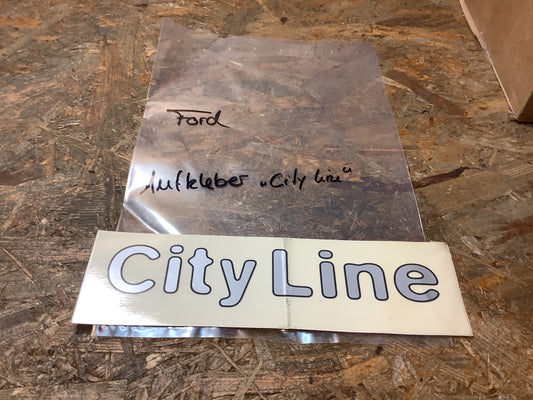 Ford
Aufkleber „City Line“
City Line